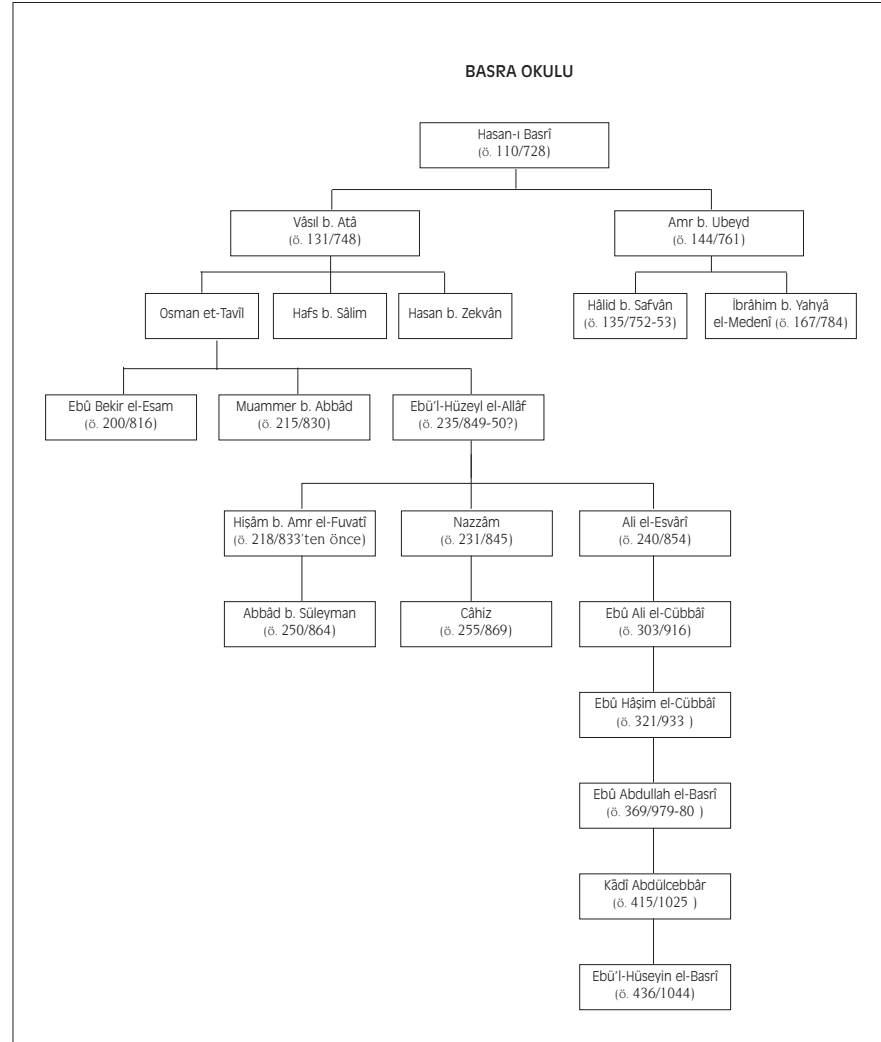 BASRA OKULU
Hasan-ı Basrî
(ö. 110/728)
Vâsıl b. Atâ
(ö. 131/748)
Amr b. Ubeyd
(ö. 144/761)
Osman et-Tavîl
Hafs b. Sâlim
Hasan b. Zekvân
Hâlid b. Safvân
(ö. 135/752-53)
İbrâhim b. Yahyâ
el-Medenî (ö. 167/784)
Ebû Bekir el-Esam
(ö. 200/816)
Muammer b. Abbâd
(ö. 215/830)
Ebü'l-Hüzeyl el-Allâf
(ö. 235/849-50?)
Hişâm b. Amr el-Fuvatî
(ö. 218/833'ten önce)
Nazzâm
(ö. 231/845)
Ali el-Esvârî
(ö. 240/854)
Abbâd b. Süleyman
(ö. 250/864)
Câhiz
(ö. 255/869)
Ebû Ali el-Cübbâî
(ö. 303/916)
Ebû Hâşim el-Cübbâî
(ö. 321/933 )
Ebû Abdullah el-Basrî
(ö. 369/979-80 )
Kādî Abdülcebbâr
(ö. 415/1025 )
Ebü'l-Hüseyin el-Basrî
(ö. 436/1044)